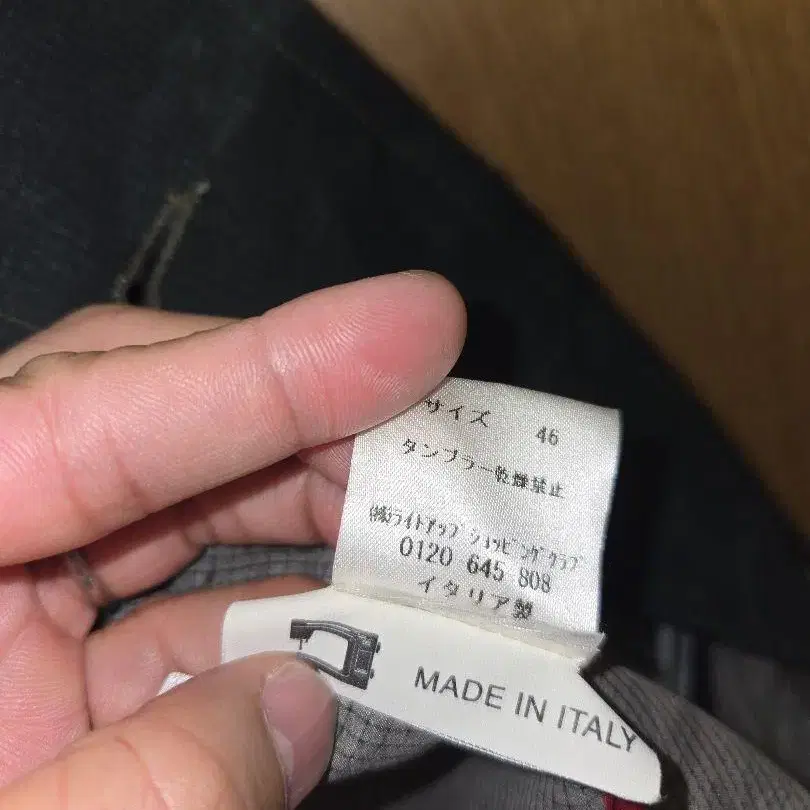 サイズ 46
タンブラー乾燥禁止
㈱ライトアップショッピングクラブ
0120 645 808
イタリア製
MADE IN ITALY